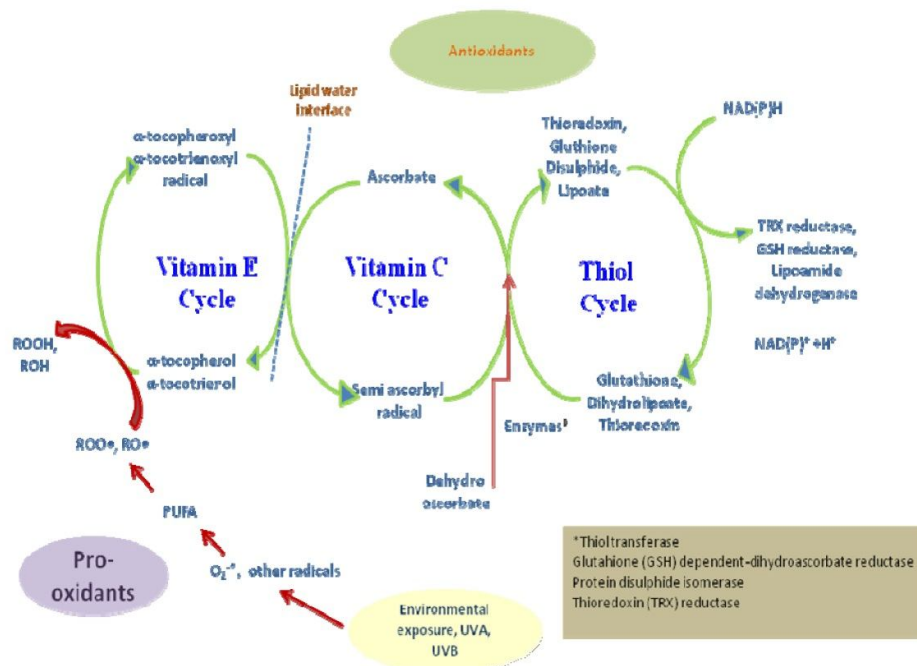 Antioxidants
Lipid water
interface
α-tocopheroxyl
α-tocotrienoxyl
radical
Ascorbate
Thioredoxin,
Gluthione
Disulphide,
Lipoate
NAD(P)H
TRX reductase,
GSH reductase,
Lipoamide
dehydrogenase
NAD(P)⁺ +H⁺
Vitamin E
Cycle
Vitamin C
Cycle
Thiol
Cycle
ROOH,
ROH
α-tocopherol
α-tocotrierol
Semi ascorbyl
radical
Glutathione,
Dihydrolipoate,
Thiorecoxin
Enzymes
ROO•, RO•
Dehydro
ascorbate
PUFA
Pro-
oxidants
O₂⁻•, other radicals
Environmental
exposure, UVA,
UVB
*Thioltransferase
Glutathione (GSH) dependent-dihydroascorbate reductase
Protein disulphide isomerase
Thioredoxin (TRX) reductase